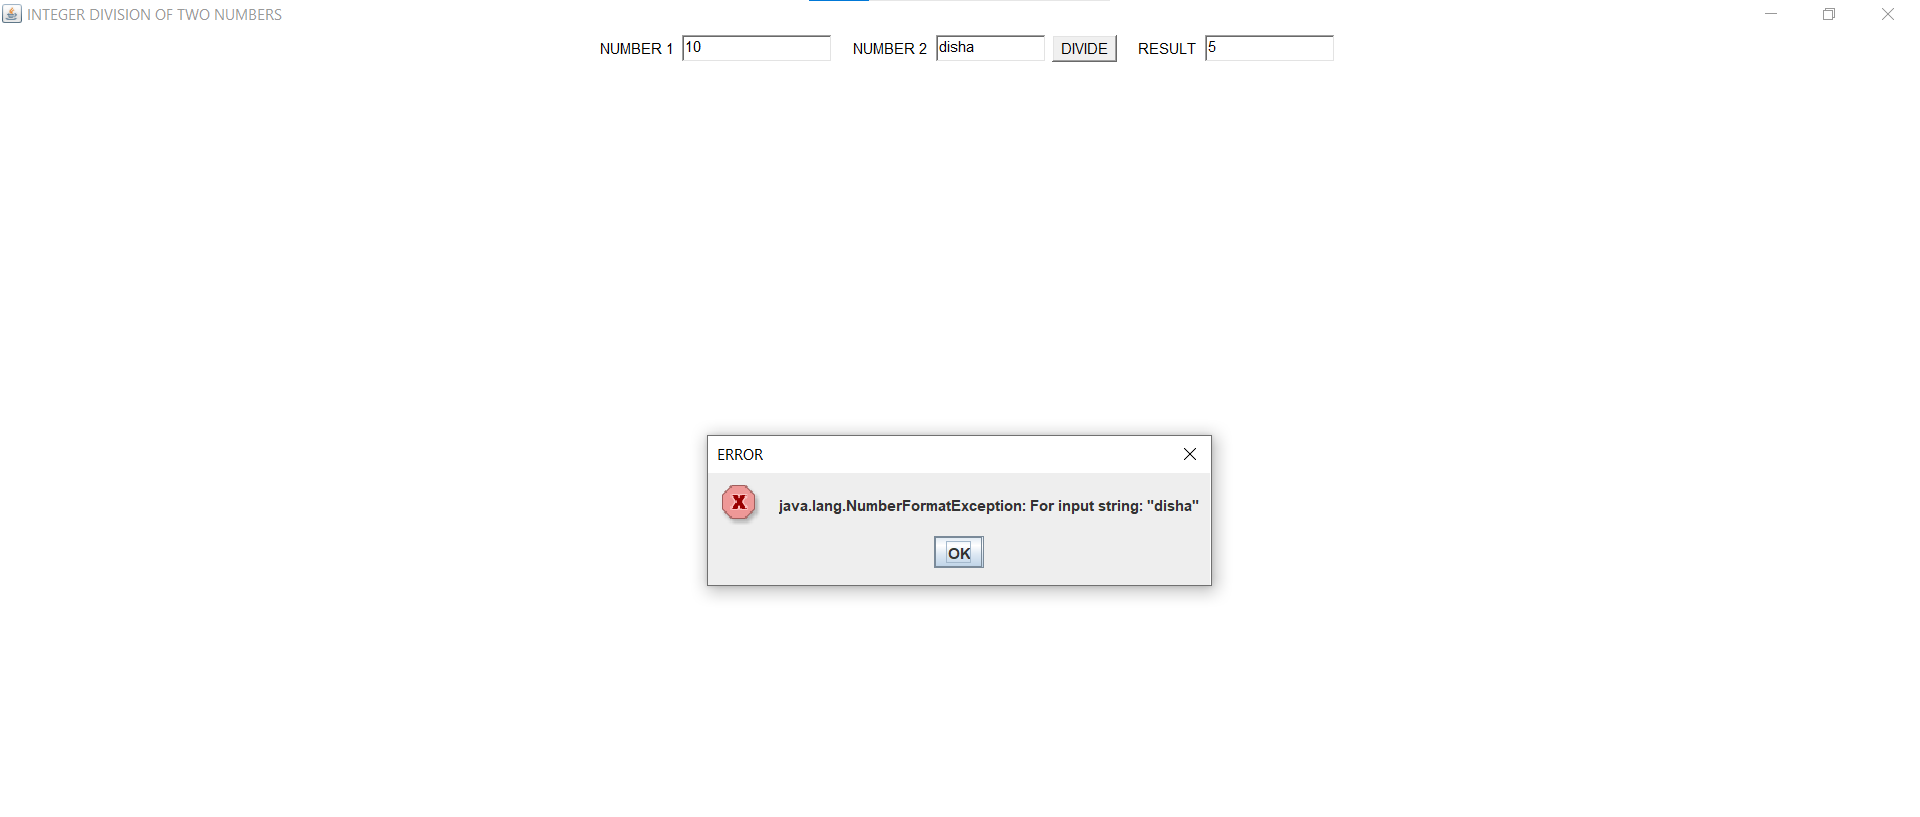 INTEGER DIVISION OF TWO NUMBERS
NUMBER 1 10 NUMBER 2 disha DIVIDE RESULT 5
ERROR
X java.lang.NumberFormatException: For input string: "disha"
OK